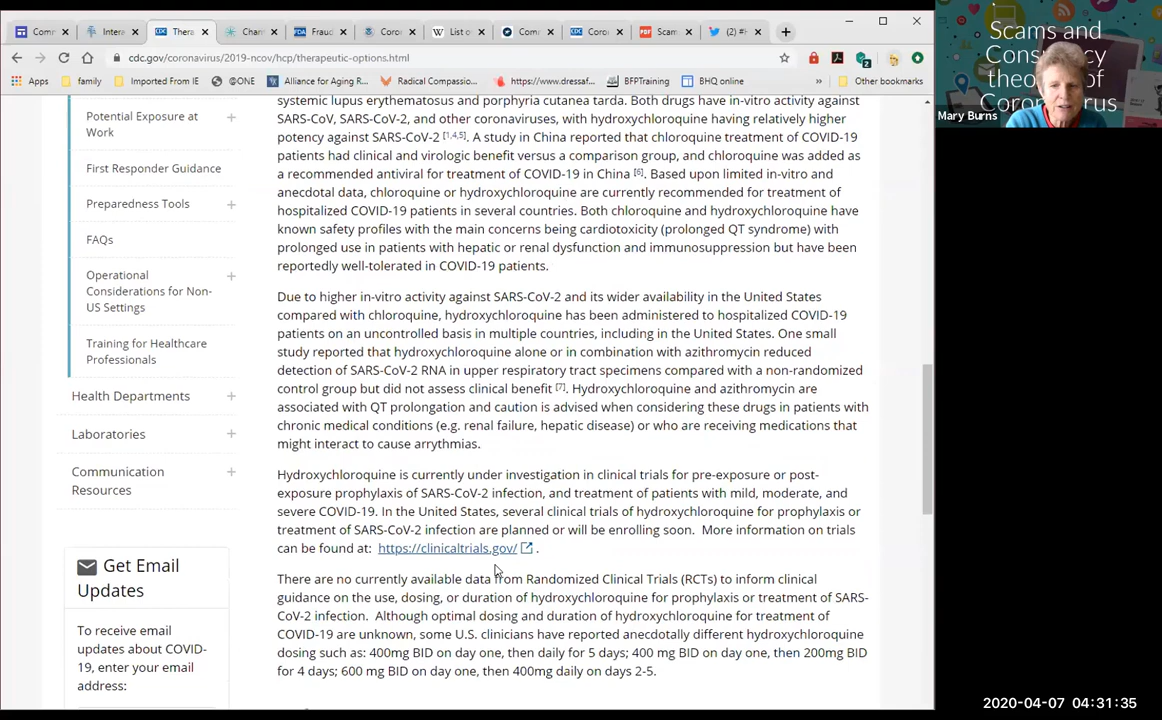 Comm
Intera
Thera
Chan
Fraud
Coro
List o
Com
Coro
Scam
(2) #
cdc.gov/coronavirus/2019-ncov/hcp/therapeutic-options.html
Apps
family
Imported From IE
@ONE
Alliance for Aging R...
Radical Compassio...
https://www.dressaf...
BFPTraining
BHQ online
»
Other bookmarks
Scams and
Conspiracy
theories of
Coronavirus
Mary Burns
Potential Exposure at
Work
First Responder Guidance
Preparedness Tools
FAQs
Operational
Considerations for Non-
US Settings
Training for Healthcare
Professionals
Health Departments
Laboratories
Communication
Resources
Get Email
Updates
To receive email
updates about COVID-
19, enter your email
address:
systemic lupus erythematosus and porphyria cutanea tarda. Both drugs have in-vitro activity against
SARS-CoV, SARS-CoV-2, and other coronaviruses, with hydroxychloroquine having relatively higher
potency against SARS-CoV-2 [1,4,5]. A study in China reported that chloroquine treatment of COVID-19
patients had clinical and virologic benefit versus a comparison group, and chloroquine was added as
a recommended antiviral for treatment of COVID-19 in China [6]. Based upon limited in-vitro and
anecdotal data, chloroquine or hydroxychloroquine are currently recommended for treatment of
hospitalized COVID-19 patients in several countries. Both chloroquine and hydroxychloroquine have
known safety profiles with the main concerns being cardiotoxicity (prolonged QT syndrome) with
prolonged use in patients with hepatic or renal dysfunction and immunosuppression but have been
reportedly well-tolerated in COVID-19 patients.
Due to higher in-vitro activity against SARS-CoV-2 and its wider availability in the United States
compared with chloroquine, hydroxychloroquine has been administered to hospitalized COVID-19
patients on an uncontrolled basis in multiple countries, including in the United States. One small
study reported that hydroxychloroquine alone or in combination with azithromycin reduced
detection of SARS-CoV-2 RNA in upper respiratory tract specimens compared with a non-randomized
control group but did not assess clinical benefit [7]. Hydroxychloroquine and azithromycin are
associated with QT prolongation and caution is advised when considering these drugs in patients with
chronic medical conditions (e.g. renal failure, hepatic disease) or who are receiving medications that
might interact to cause arrythmias.
Hydroxychloroquine is currently under investigation in clinical trials for pre-exposure or post-
exposure prophylaxis of SARS-CoV-2 infection, and treatment of patients with mild, moderate, and
severe COVID-19. In the United States, several clinical trials of hydroxychloroquine for prophylaxis or
treatment of SARS-CoV-2 infection are planned or will be enrolling soon. More information on trials
can be found at: https://clinicaltrials.gov/ .
There are no currently available data from Randomized Clinical Trials (RCTs) to inform clinical
guidance on the use, dosing, or duration of hydroxychloroquine for prophylaxis or treatment of SARS-
CoV-2 infection. Although optimal dosing and duration of hydroxychloroquine for treatment of
COVID-19 are unknown, some U.S. clinicians have reported anecdotally different hydroxychloroquine
dosing such as: 400mg BID on day one, then daily for 5 days; 400 mg BID on day one, then 200mg BID
for 4 days; 600 mg BID on day one, then 400mg daily on days 2-5.
2020-04-07 04:31:35